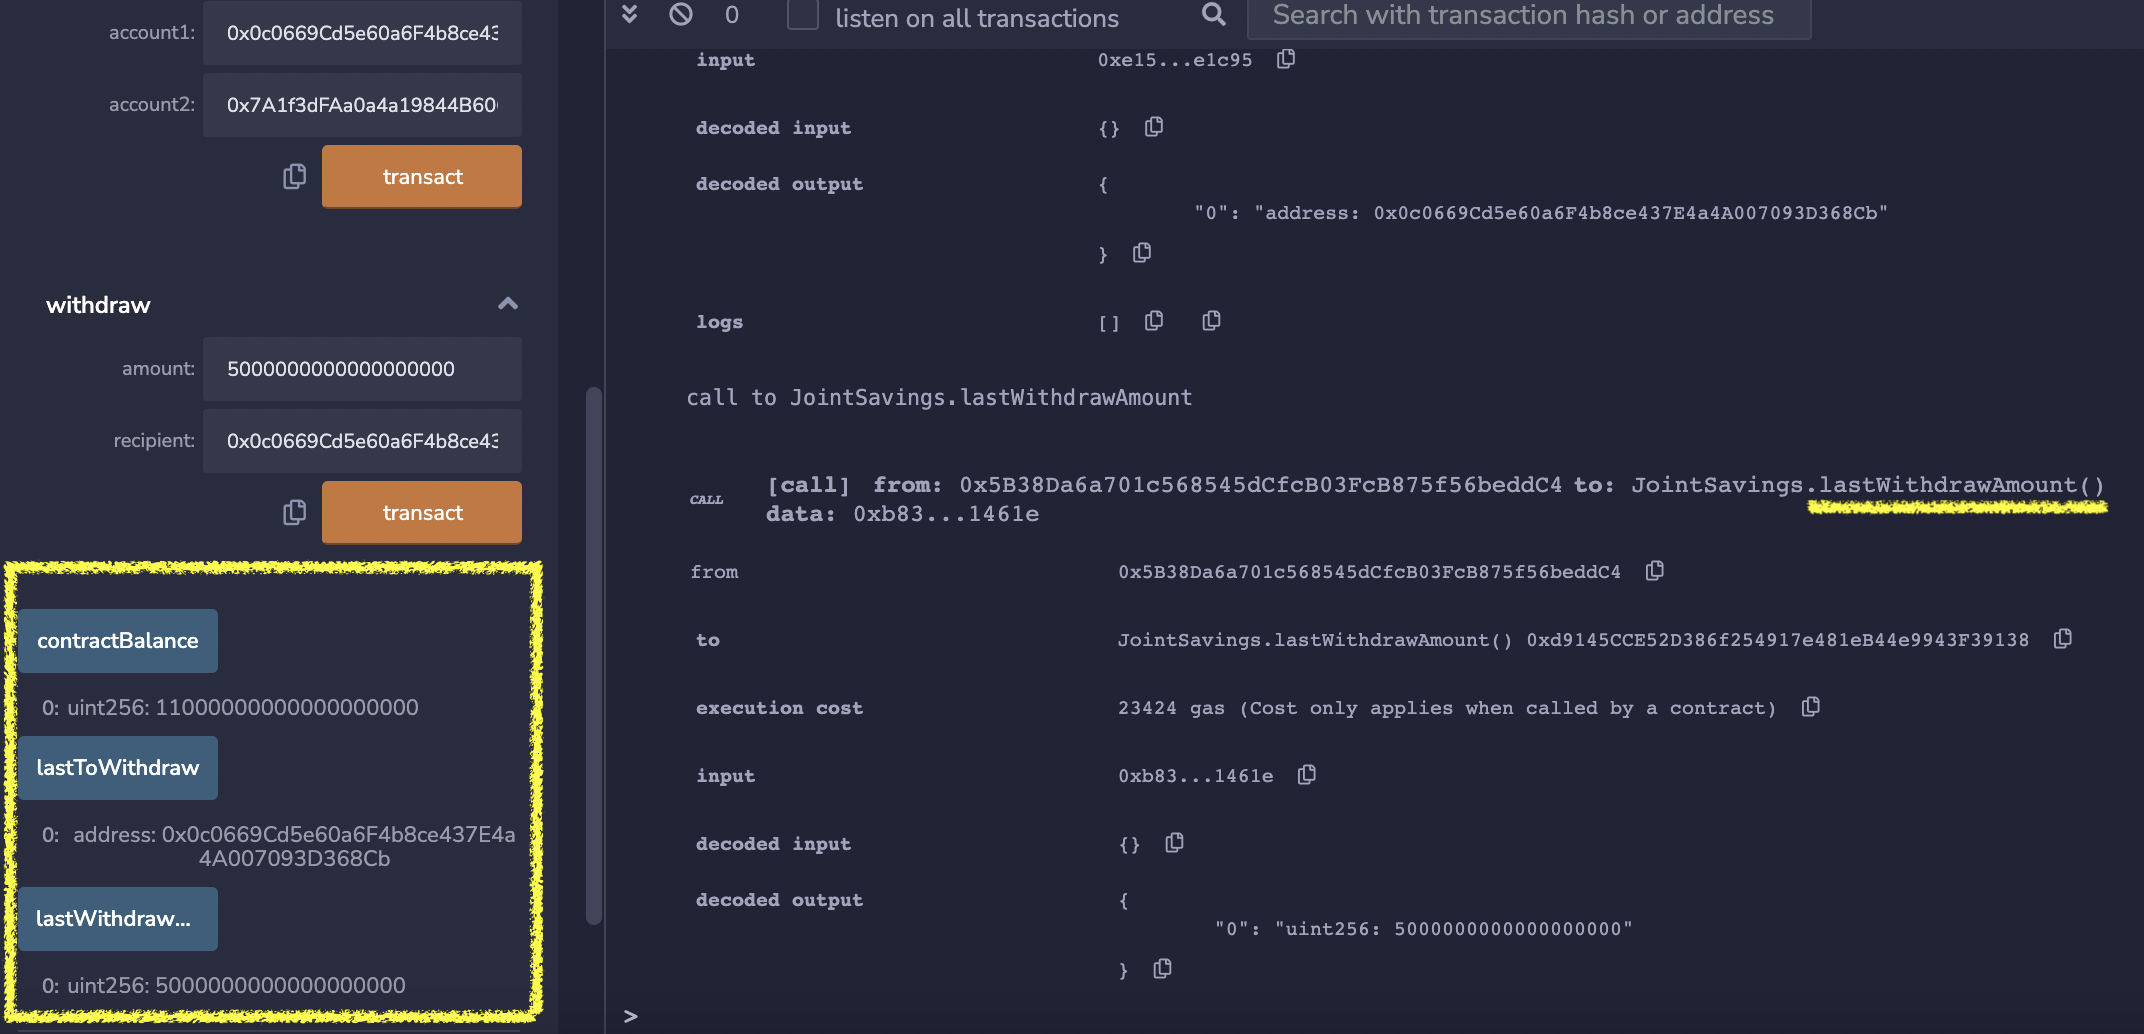 account1: 0x0c0669Cd5e60a6F4b8ce43
account2: 0x7A1f3dFAa0a4a19844B60
transact
withdraw
amount: 5000000000000000000
recipient: 0x0c0669Cd5e60a6F4b8ce43
transact
contractBalance
0: uint256: 11000000000000000000
lastToWithdraw
0: address: 0x0c0669Cd5e60a6F4b8ce437E4a
4A007093D368Cb
lastWithdraw...
0: uint256: 5000000000000000000
0
listen on all transactions
Search with transaction hash or address
input 0xe15...e1c95
decoded input {}
decoded output {
"0": "address: 0x0c0669Cd5e60a6F4b8ce437E4a4A007093D368Cb"
}
logs []
call to JointSavings.lastWithdrawAmount
CALL [call] from: 0x5B38Da6a701c568545dCfcB03FcB875f56beddC4 to: JointSavings.lastWithdrawAmount()
data: 0xb83...1461e
from 0x5B38Da6a701c568545dCfcB03FcB875f56beddC4
to JointSavings.lastWithdrawAmount() 0xd9145CCE52D386f254917e481eB44e9943F39138
execution cost 23424 gas (Cost only applies when called by a contract)
input 0xb83...1461e
decoded input {}
decoded output {
"0": "uint256: 5000000000000000000"
}
>